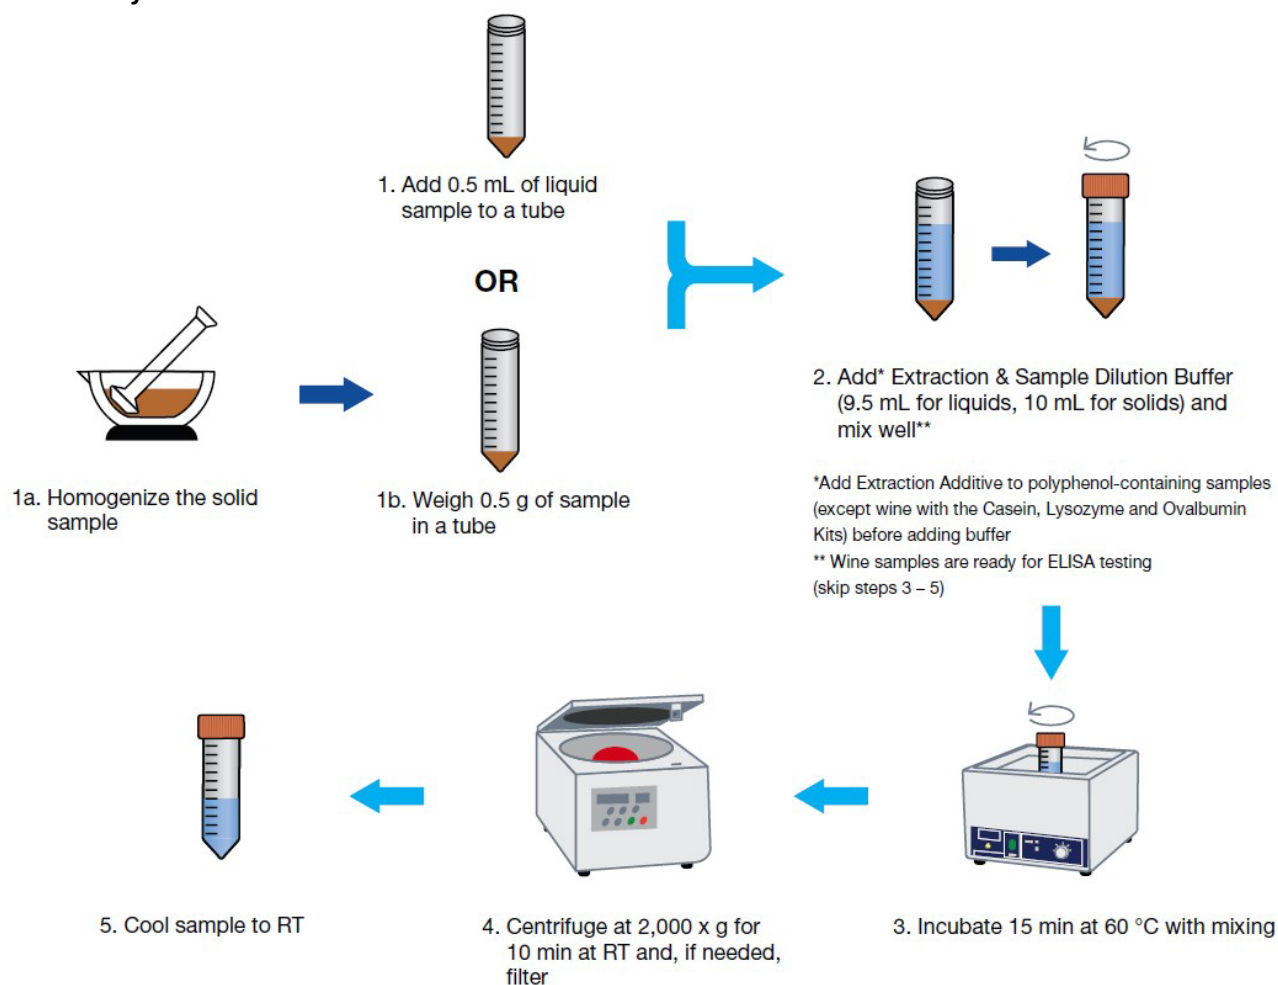 1. Add 0.5 mL of liquid
sample to a tube
OR
1a. Homogenize the solid
sample
1b. Weigh 0.5 g of sample
in a tube
2. Add* Extraction & Sample Dilution Buffer
(9.5 mL for liquids, 10 mL for solids) and
mix well**
*Add Extraction Additive to polyphenol-containing samples
(except wine with the Casein, Lysozyme and Ovalbumin
Kits) before adding buffer
** Wine samples are ready for ELISA testing
(skip steps 3 – 5)
3. Incubate 15 min at 60 °C with mixing
4. Centrifuge at 2,000 x g for
10 min at RT and, if needed,
filter
5. Cool sample to RT